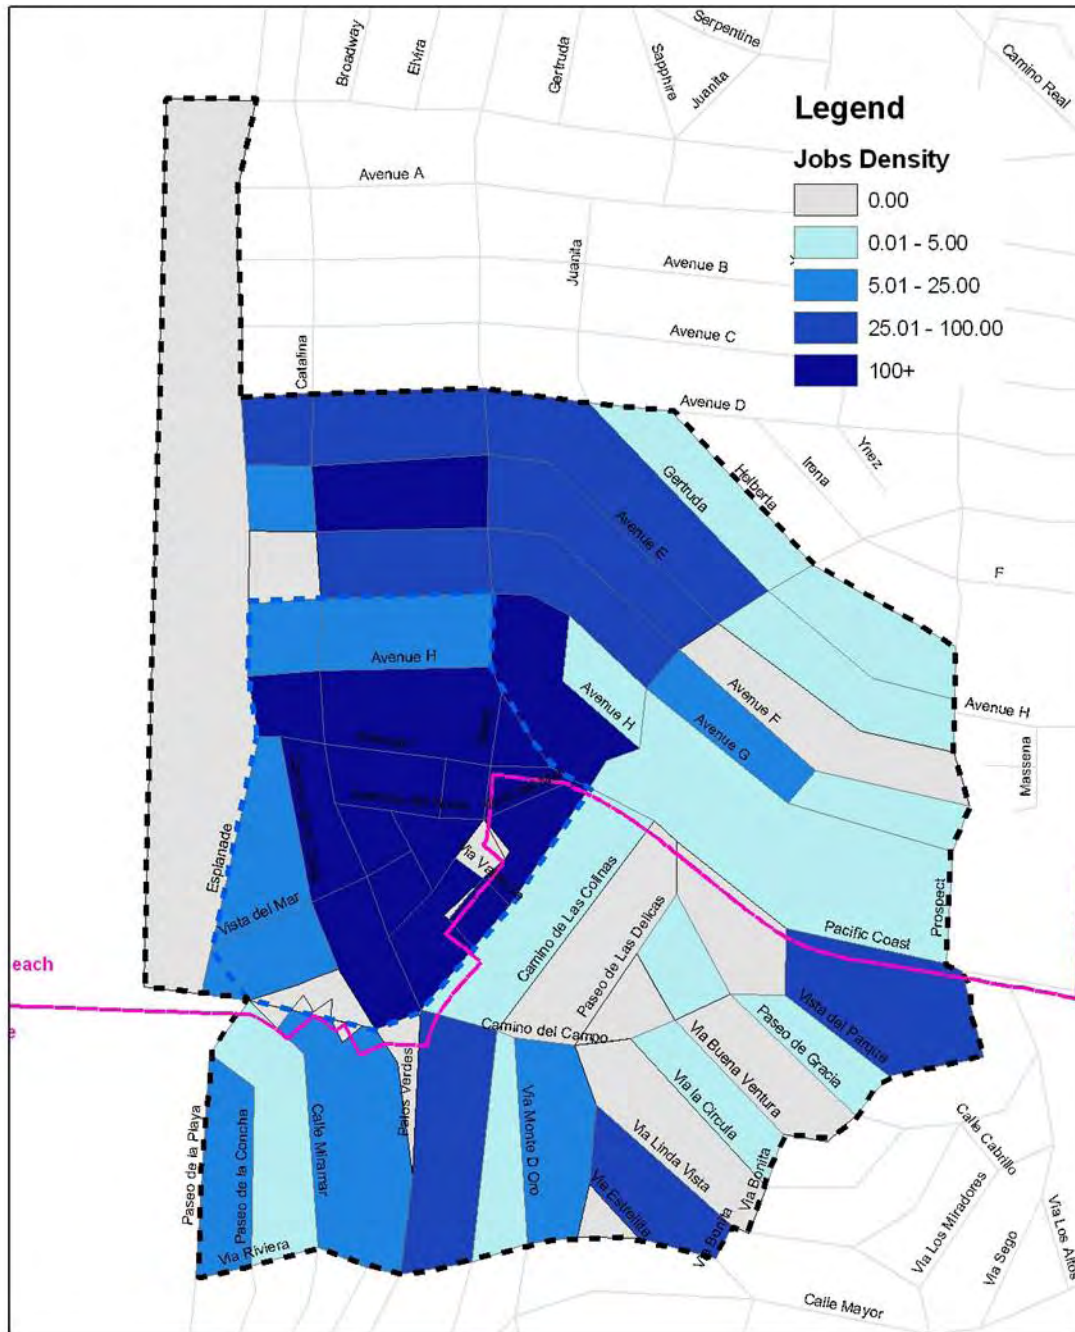 Serpentine
Broadway
Elvira
Gertruda
Sapphire
Juanita
Camino Real
Legend
Jobs Density
0.00
0.01 - 5.00
5.01 - 25.00
25.01 - 100.00
100+
Avenue A
Juanita
Avenue B
Avenue C
Catalina
Avenue D
Gertruda
Holberta
Irena
Ynez
Avenue E
F
Avenue H
Avenue H
Avenue F
Avenue G
Avenue H
Massena
Esplanade
Vista del Mar
Camino de Las Colinas
Paseo de Las Delicas
Pacific Coast
Prospect
each
e
Camino del Campo
Vista del Parque
Paseo de Gracia
Via Buena Ventura
Via la Circula
Palos Verdes
Paseo de la Playa
Paseo de la Concha
Calle Miramar
Via Monte D Oro
Via Linda Vista
Via Estrellita
Via Bonita
Via Bonita
Via Riviera
Calle Cabrillo
Via Los Miradores
Via Sego
Via Los Altos
Calle Mayor